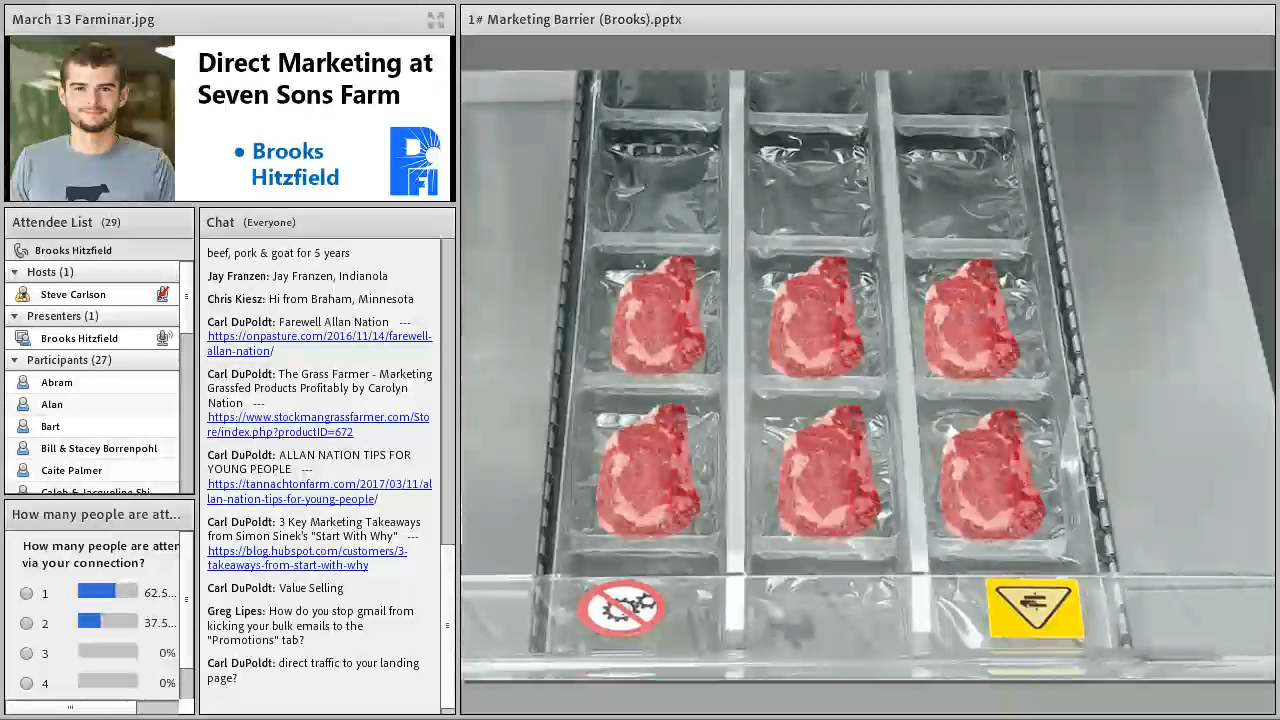 March 13 Farminar.jpg
Direct Marketing at
Seven Sons Farm
• Brooks
Hitzfield
Attendee List (29)
Brooks Hitzfield
Hosts (1)
Steve Carlson
Presenters (1)
Brooks Hitzfield
Participants (27)
Abram
Alan
Bart
Bill & Stacey Borrenpohl
Caite Palmer
How many people are att...
How many people are atter
via your connection?
1 62.5...
2 37.5...
3 0%
4 0%
Chat (Everyone)
beef, pork & goat for 5 years
Jay Franzen: Jay Franzen, Indianola
Chris Kiesz: Hi from Braham, Minnesota
Carl DuPoldt: Farewell Allan Nation ---
https://onpasture.com/2016/11/14/farewell-
allan-nation/
Carl DuPoldt: The Grass Farmer - Marketing
Grassfed Products Profitably by Carolyn
Nation ---
https://www.stockmangrassfarmer.com/Sto
re/index.php?productID=672
Carl DuPoldt: ALLAN NATION TIPS FOR
YOUNG PEOPLE ---
https://tannachtonfarm.com/2017/03/11/al
lan-nation-tips-for-young-people/
Carl DuPoldt: 3 Key Marketing Takeaways
from Simon Sinek's "Start With Why" ---
https://blog.hubspot.com/customers/3-
takeaways-from-start-with-why
Carl DuPoldt: Value Selling
Greg Lipes: How do you stop gmail from
kicking your bulk emails to the
"Promotions" tab?
Carl DuPoldt: direct traffic to your landing
page?
1# Marketing Barrier (Brooks).pptx